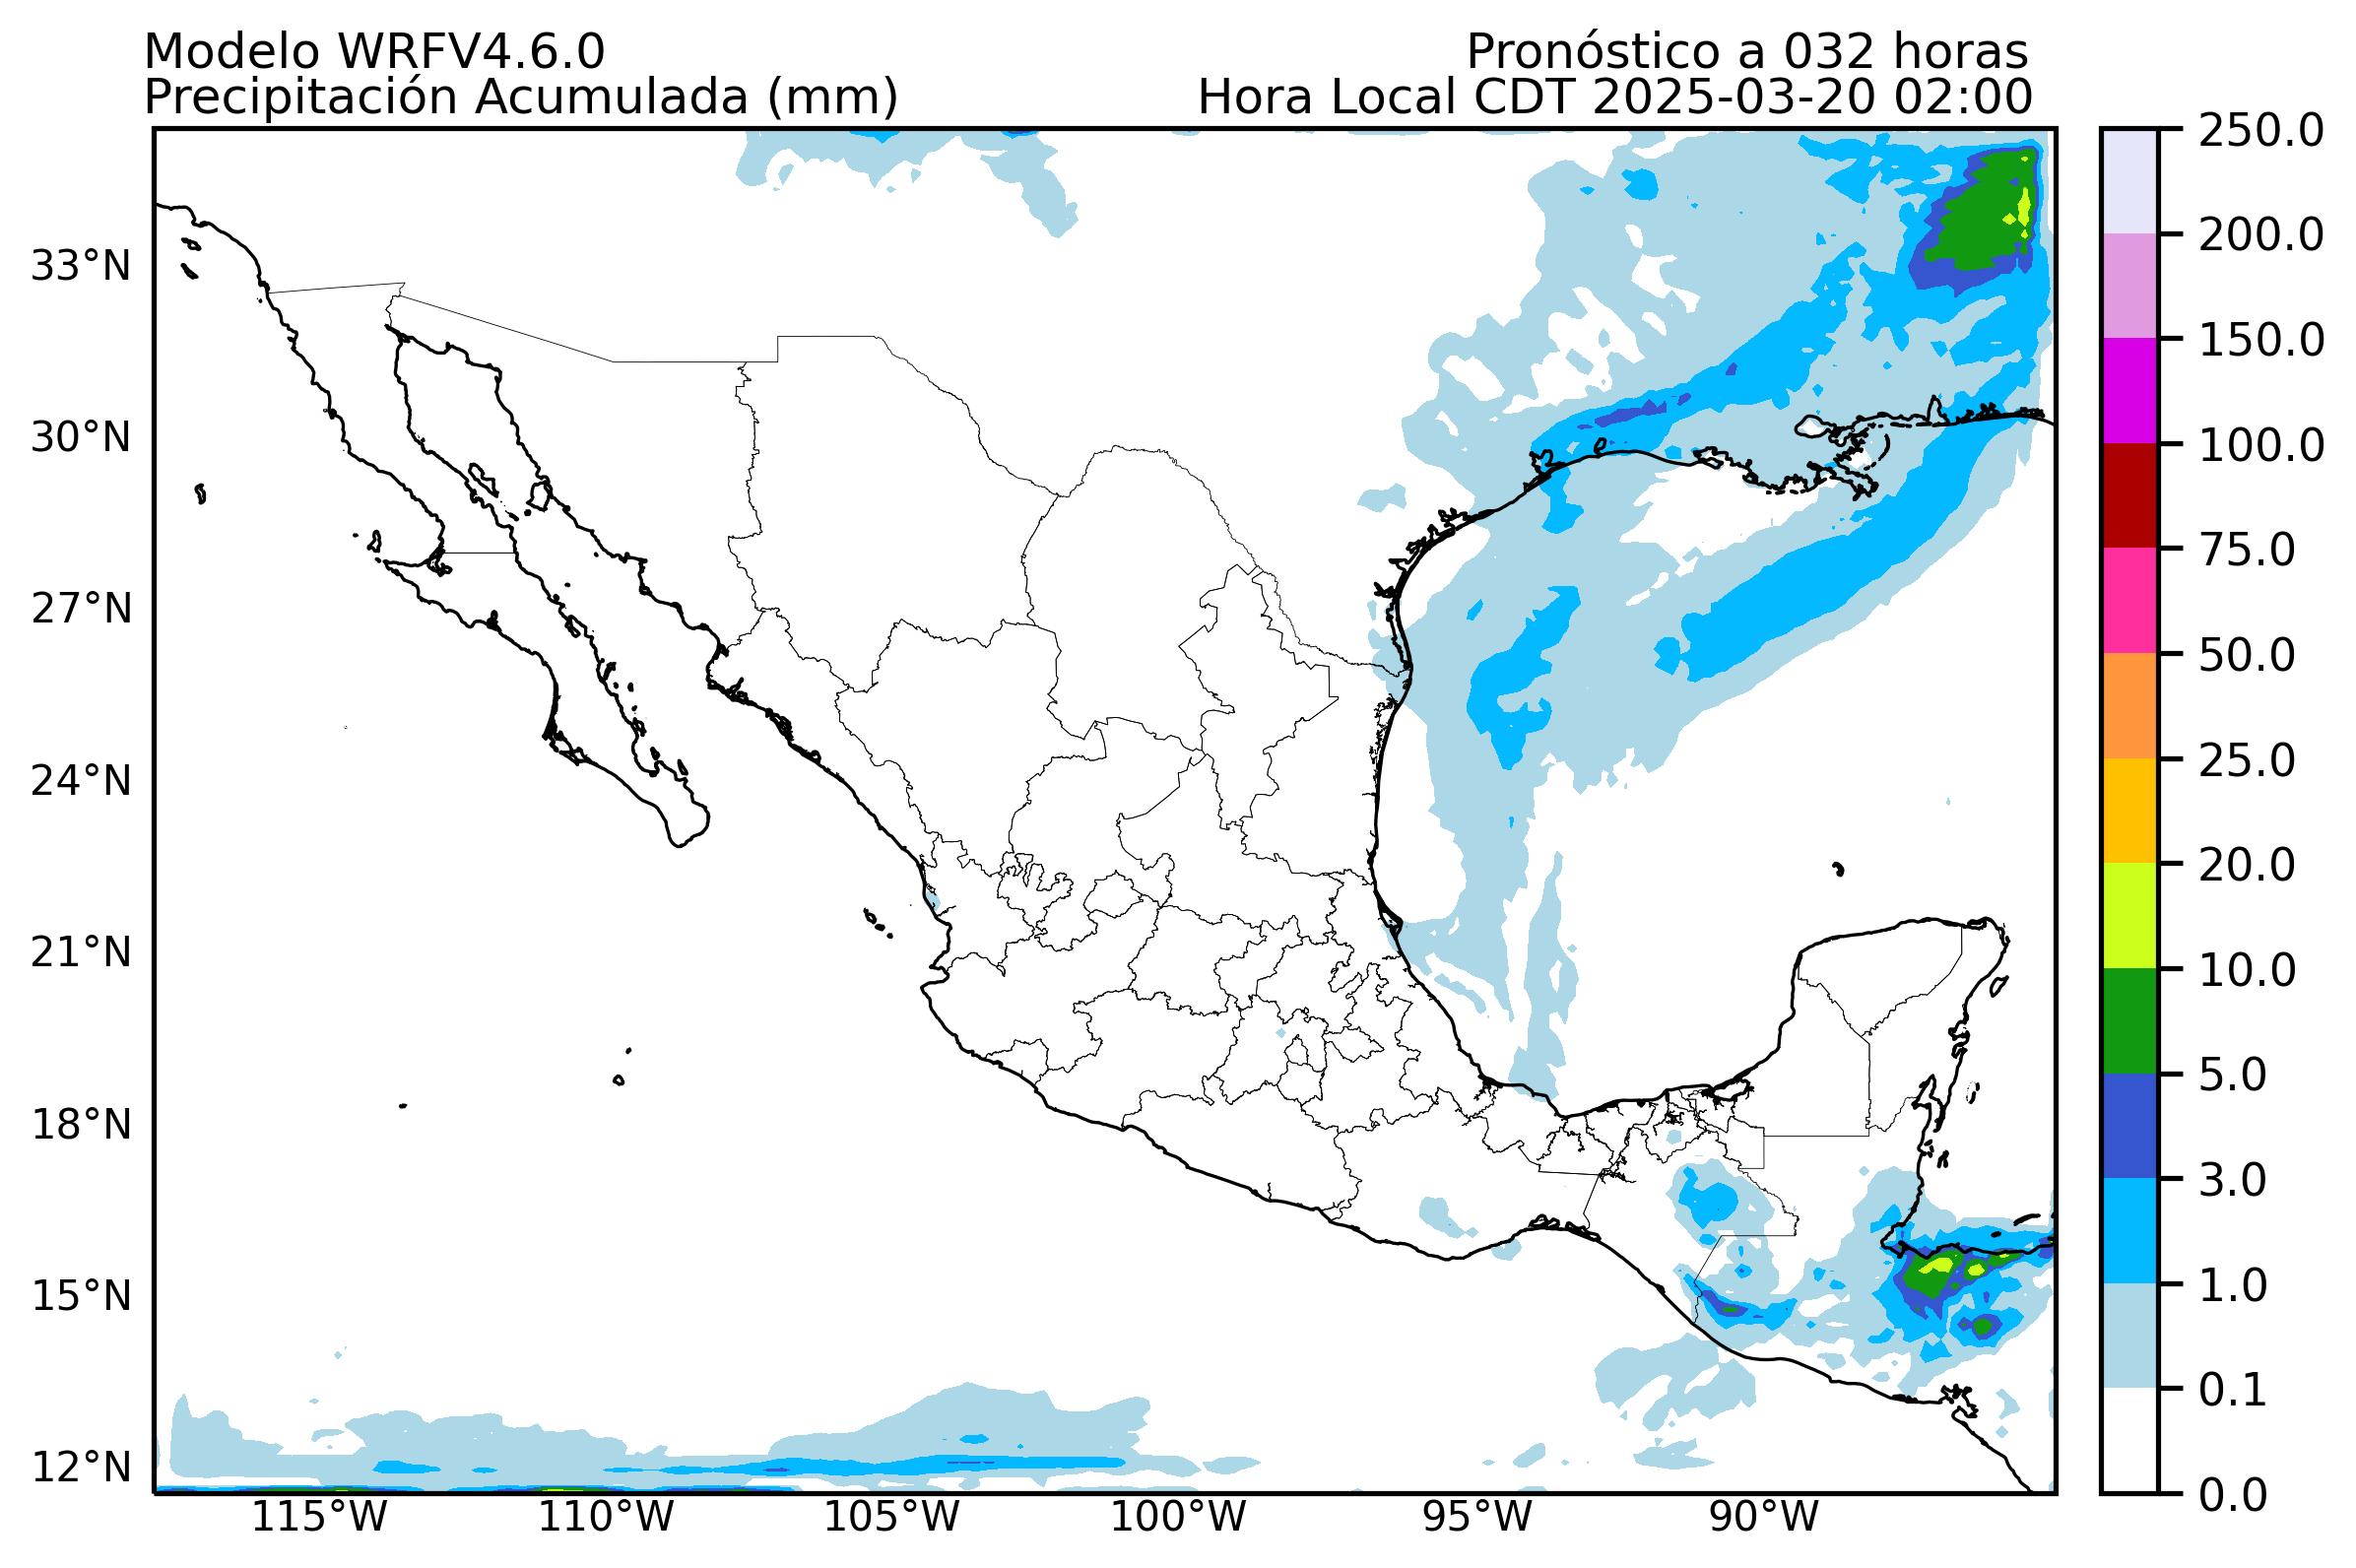 Modelo WRFV4.6.0
Pronóstico a 032 horas
Precipitación Acumulada (mm)
Hora Local CDT 2025-03-20 02:00
33°N
30°N
27°N
24°N
21°N
18°N
15°N
12°N
115°W
110°W
105°W
100°W
95°W
90°W
250.0
200.0
150.0
100.0
75.0
50.0
25.0
20.0
10.0
5.0
3.0
1.0
0.1
0.0